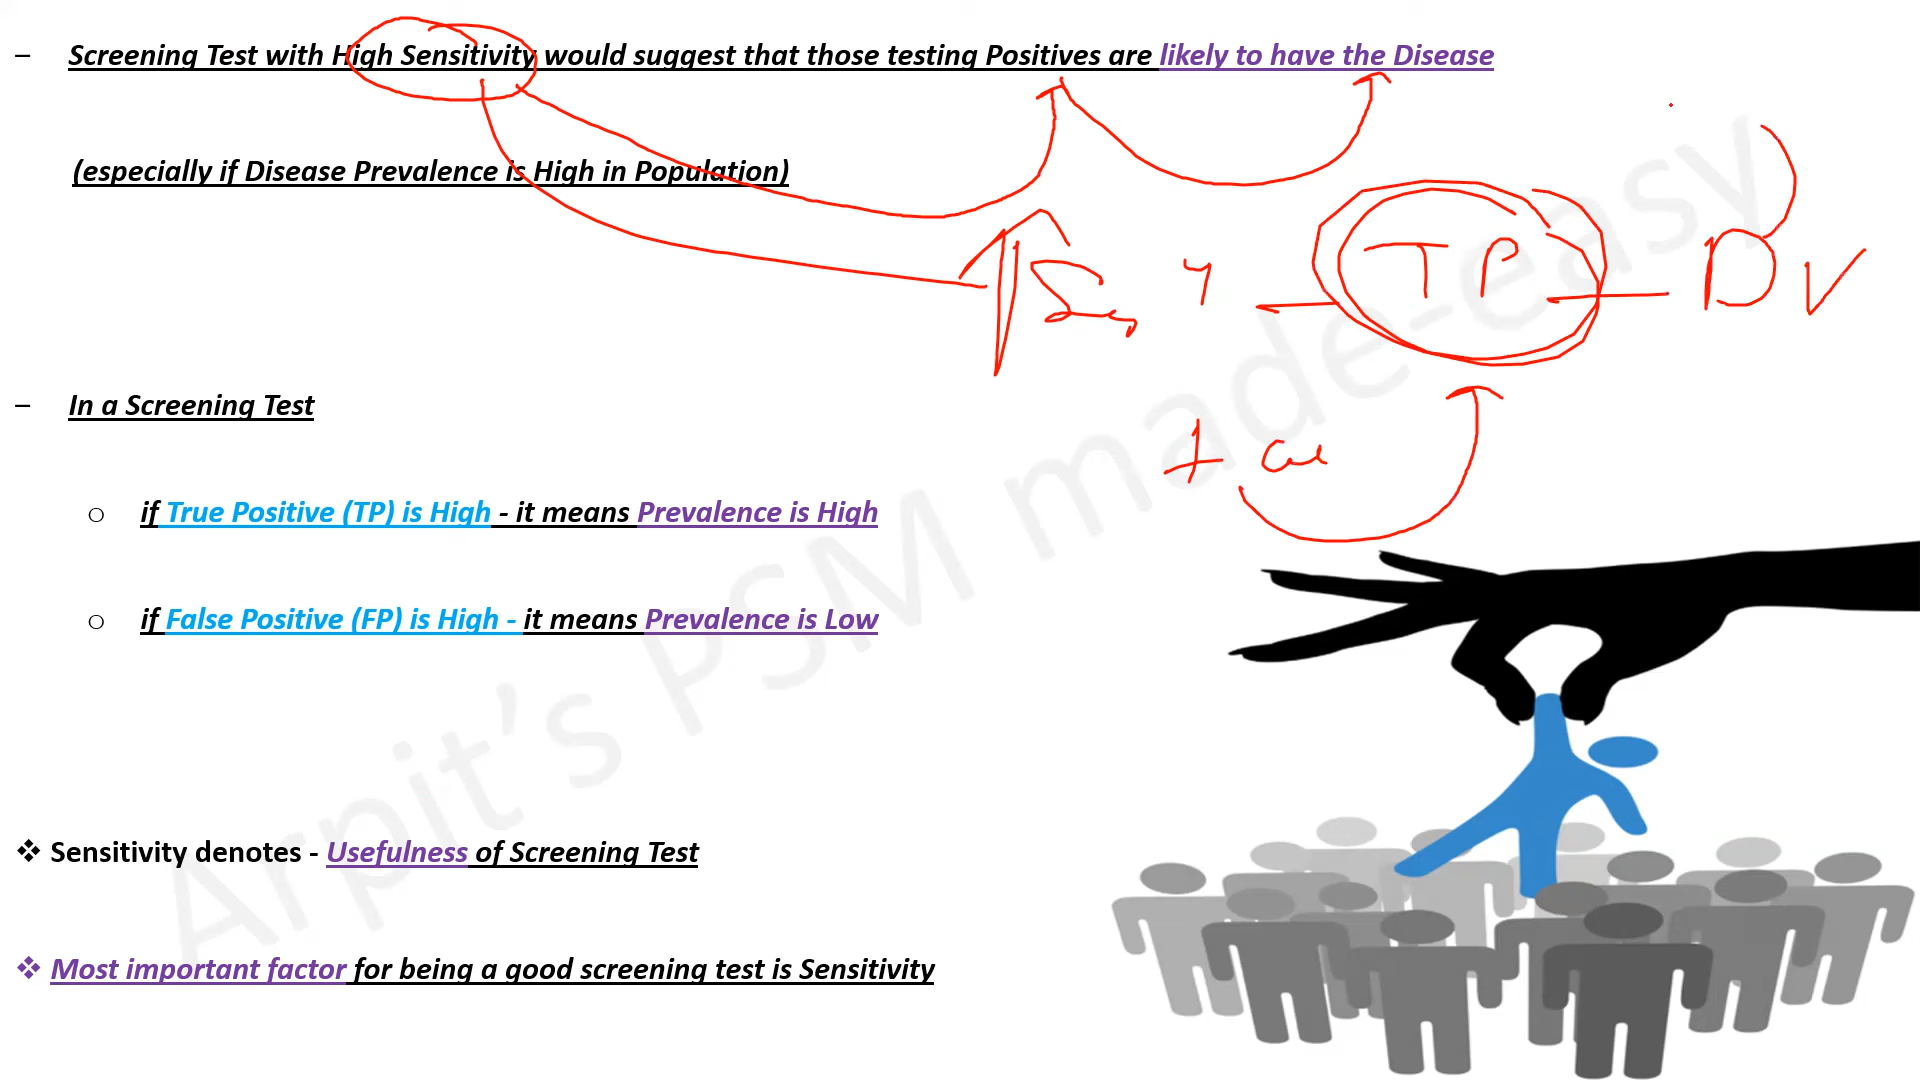 – Screening Test with High Sensitivity would suggest that those testing Positives are likely to have the Disease
(especially if Disease Prevalence is High in Population)
TP D
– In a Screening Test
o if True Positive (TP) is High - it means Prevalence is High
o if False Positive (FP) is High - it means Prevalence is Low
❖ Sensitivity denotes - Usefulness of Screening Test
❖ Most important factor for being a good screening test is Sensitivity
Arpit's PSM made-easy